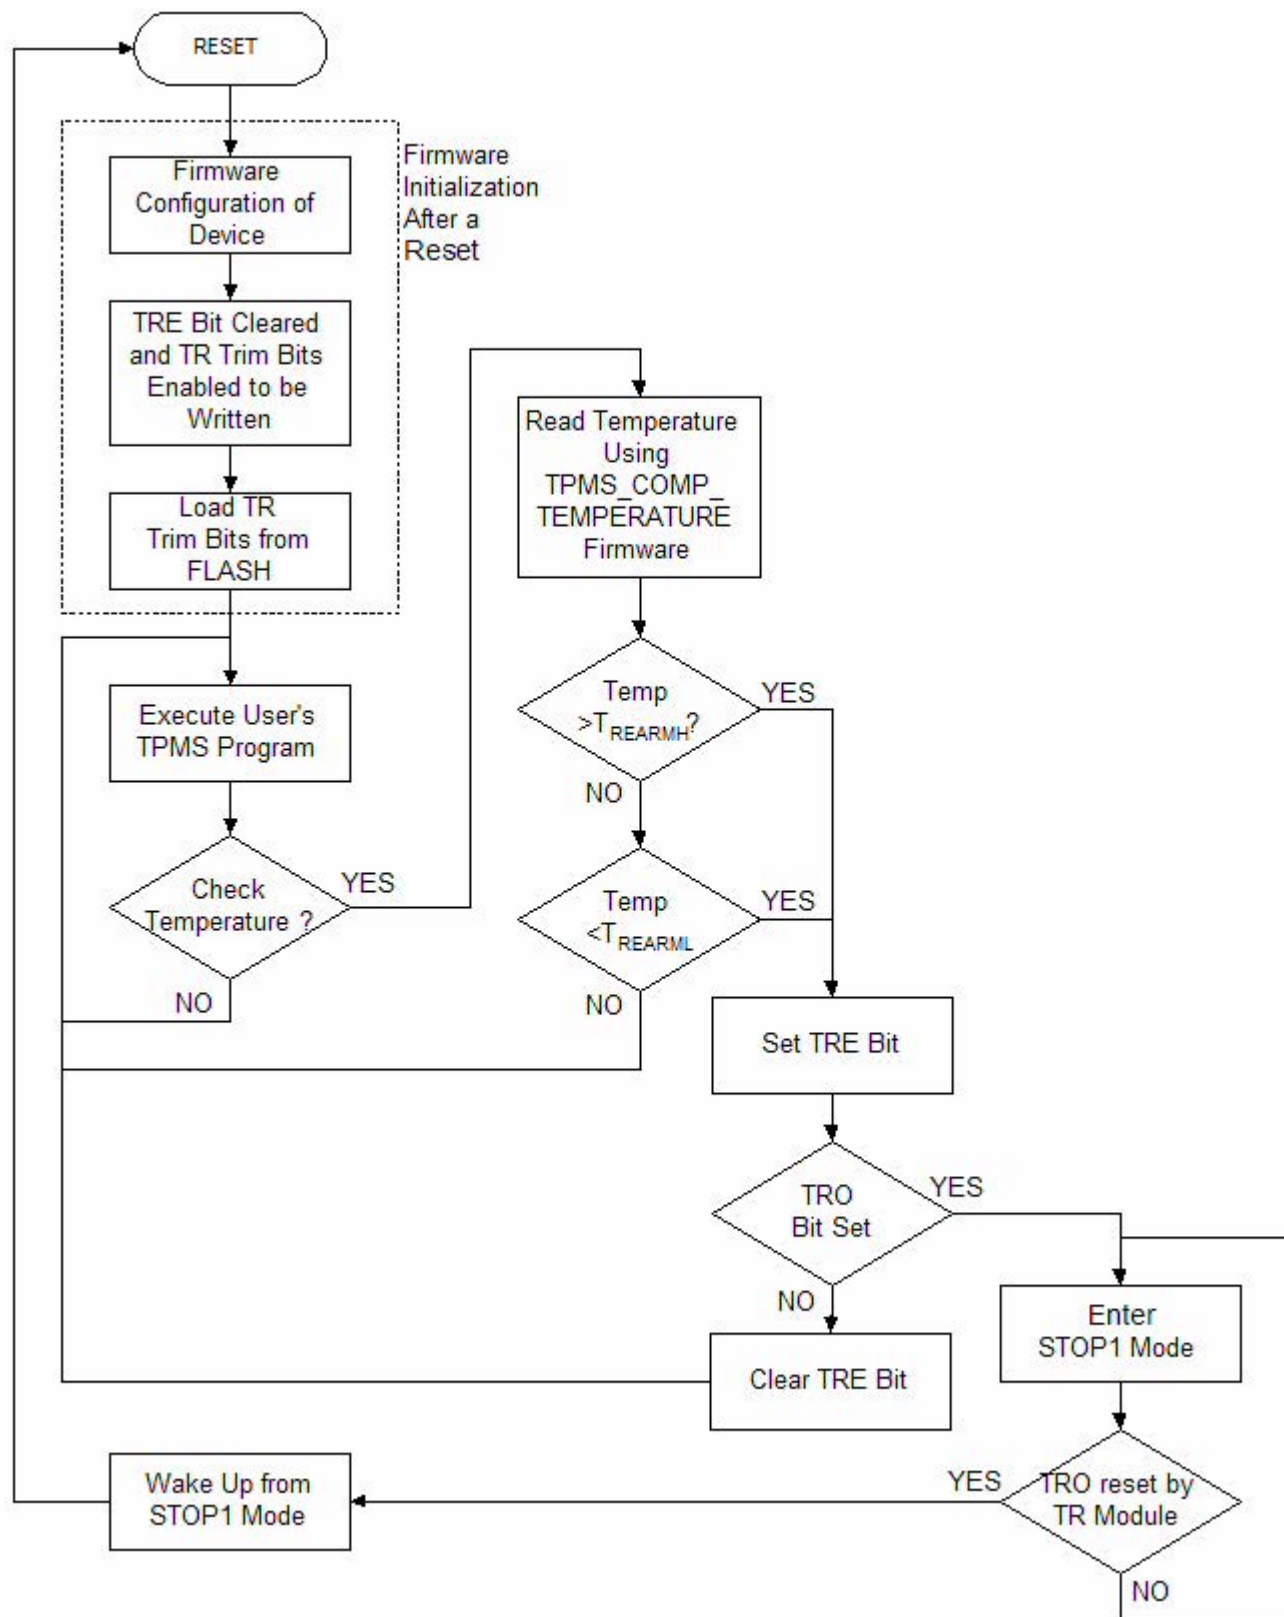 RESET
Firmware
Configuration of
Device
Firmware
Initialization
After a
Reset
TRE Bit Cleared
and TR Trim Bits
Enabled to be
Written
Load TR
Trim Bits from
FLASH
Execute User's
TPMS Program
Check
Temperature ?
YES
NO
Read Temperature
Using
TPMS_COMP_
TEMPERATURE
Firmware
Temp
>TREARMH?
YES
NO
Temp
<TREARML
YES
NO
Set TRE Bit
TRO
Bit Set
YES
NO
Clear TRE Bit
Enter
STOP1 Mode
TRO reset by
TR Module
YES
NO
Wake Up from
STOP1 Mode